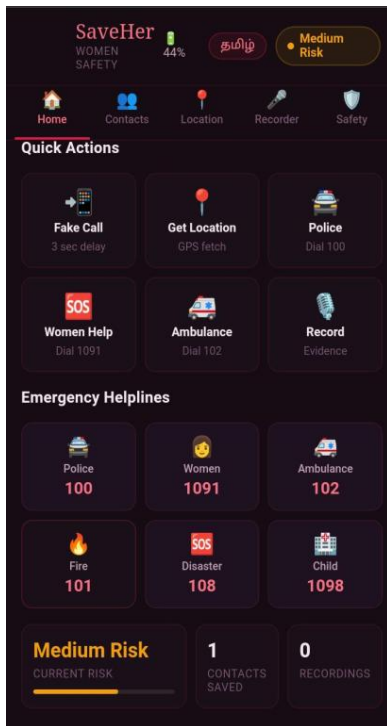 SaveHer
WOMEN
SAFETY
44%
தமிழ்
Medium
Risk
Home
Contacts
Location
Recorder
Safety
Quick Actions
Fake Call
3 sec delay
Get Location
GPS fetch
Police
Dial 100
SOS
Women Help
Dial 1091
Ambulance
Dial 102
Record
Evidence
Emergency Helplines
Police
100
Women
1091
Ambulance
102
Fire
101
SOS
Disaster
108
Child
1098
Medium Risk
CURRENT RISK
1
CONTACTS
SAVED
0
RECORDINGS